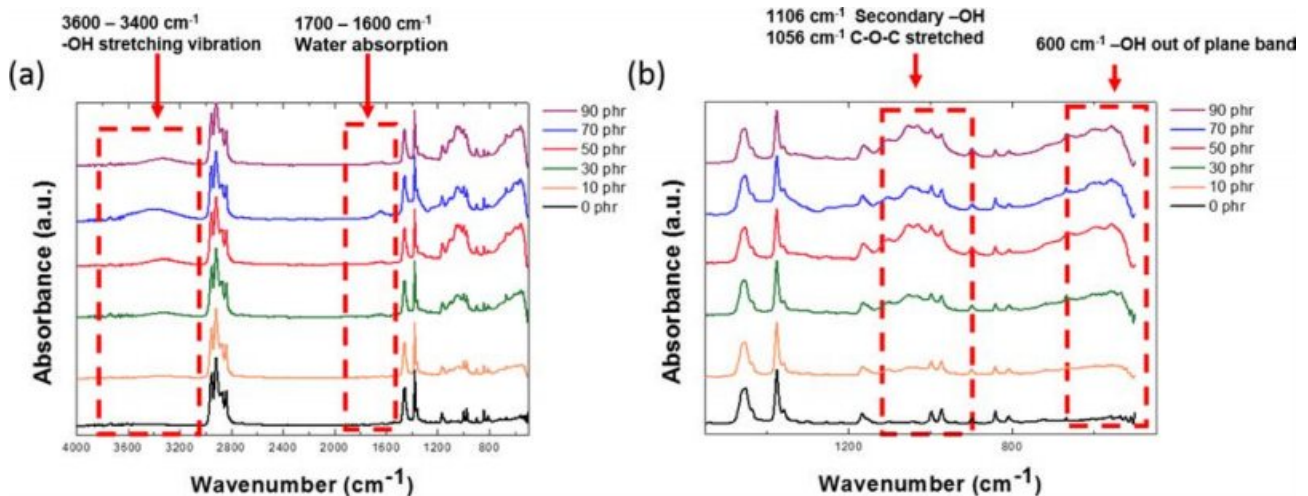 3600 – 3400 cm-1
-OH stretching vibration
1700 – 1600 cm-1
Water absorption
(a)
90 phr
70 phr
50 phr
30 phr
10 phr
0 phr
Absorbance (a.u.)
4000 3600 3200 2800 2400 2000 1600 1200 800
Wavenumber (cm-1)
1106 cm-1 Secondary –OH
1056 cm-1 C-O-C stretched
600 cm-1 –OH out of plane band
(b)
90 phr
70 phr
50 phr
30 phr
10 phr
0 phr
Absorbance (a.u.)
1200 800
Wavenumber (cm-1)